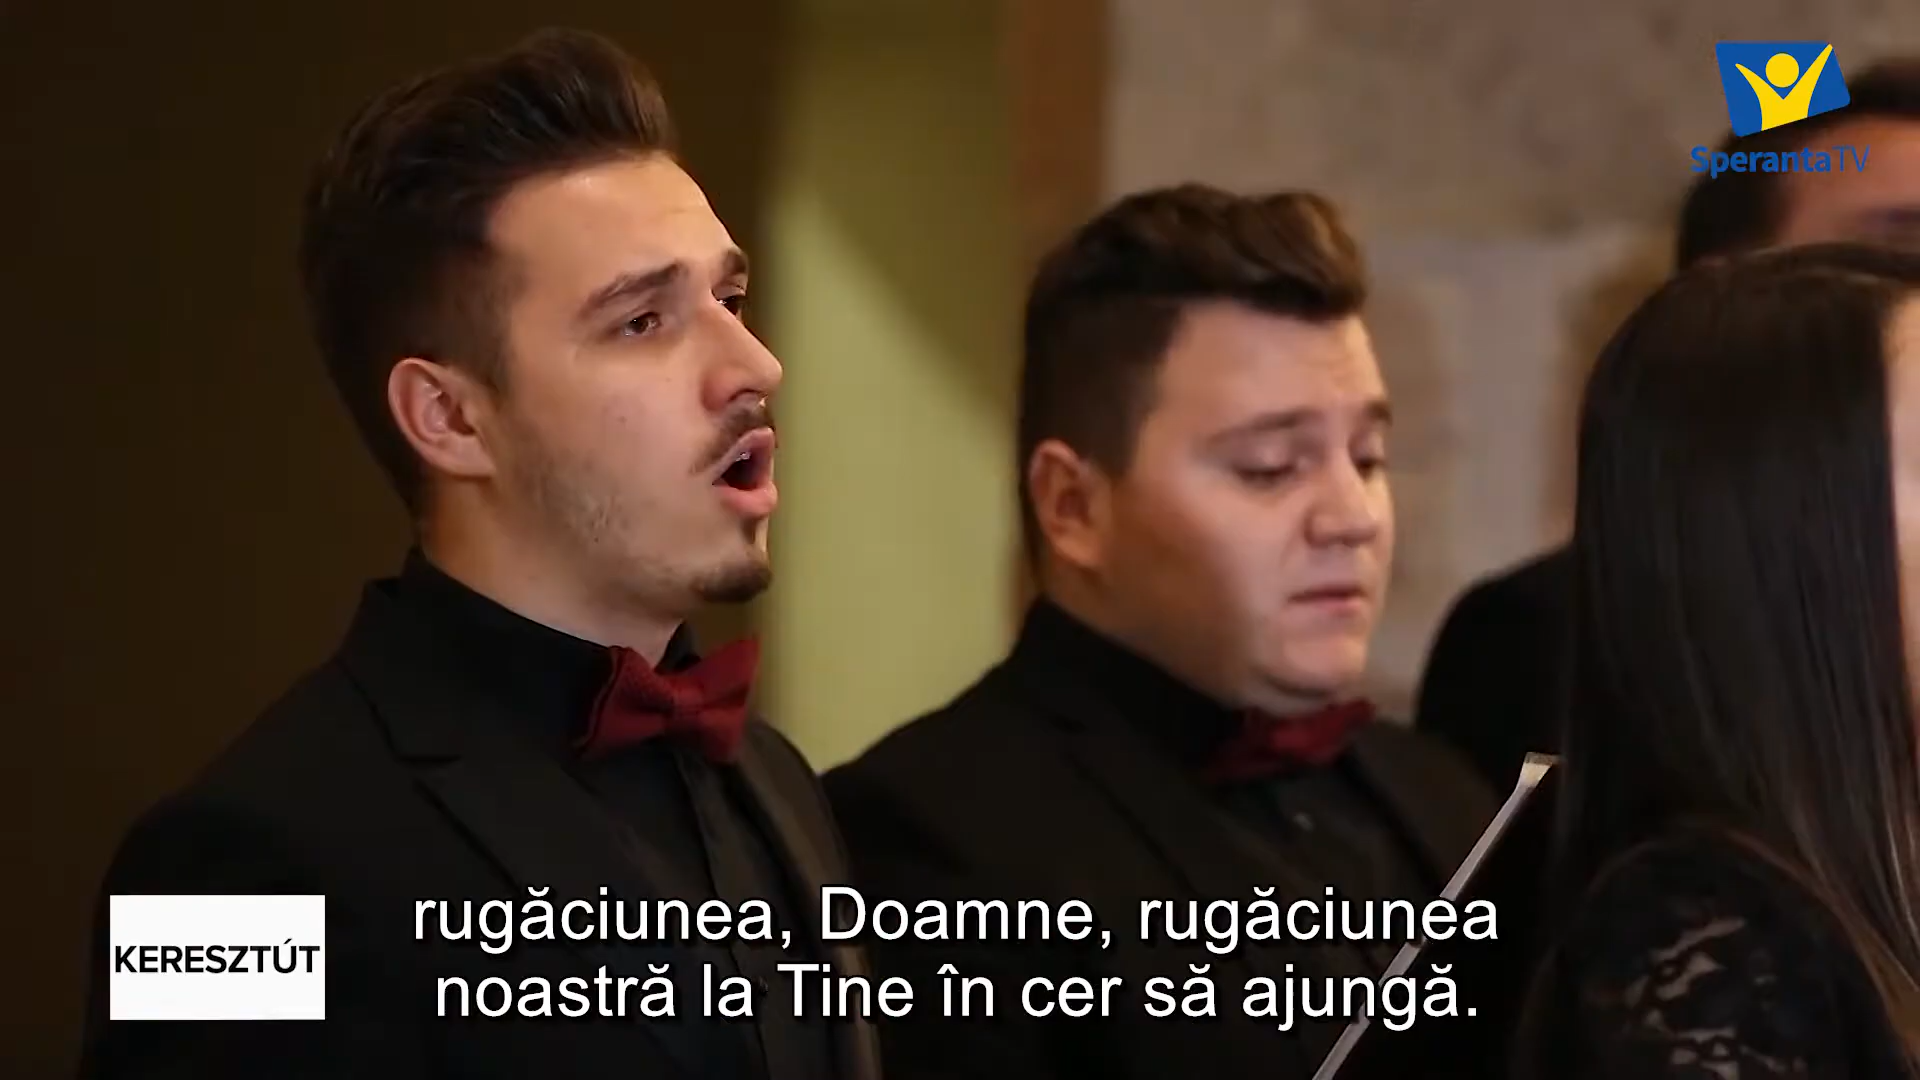 SperantaTV
KERESZTÚT
rugăciunea, Doamne, rugăciunea
noastră la Tine în cer să ajungă.